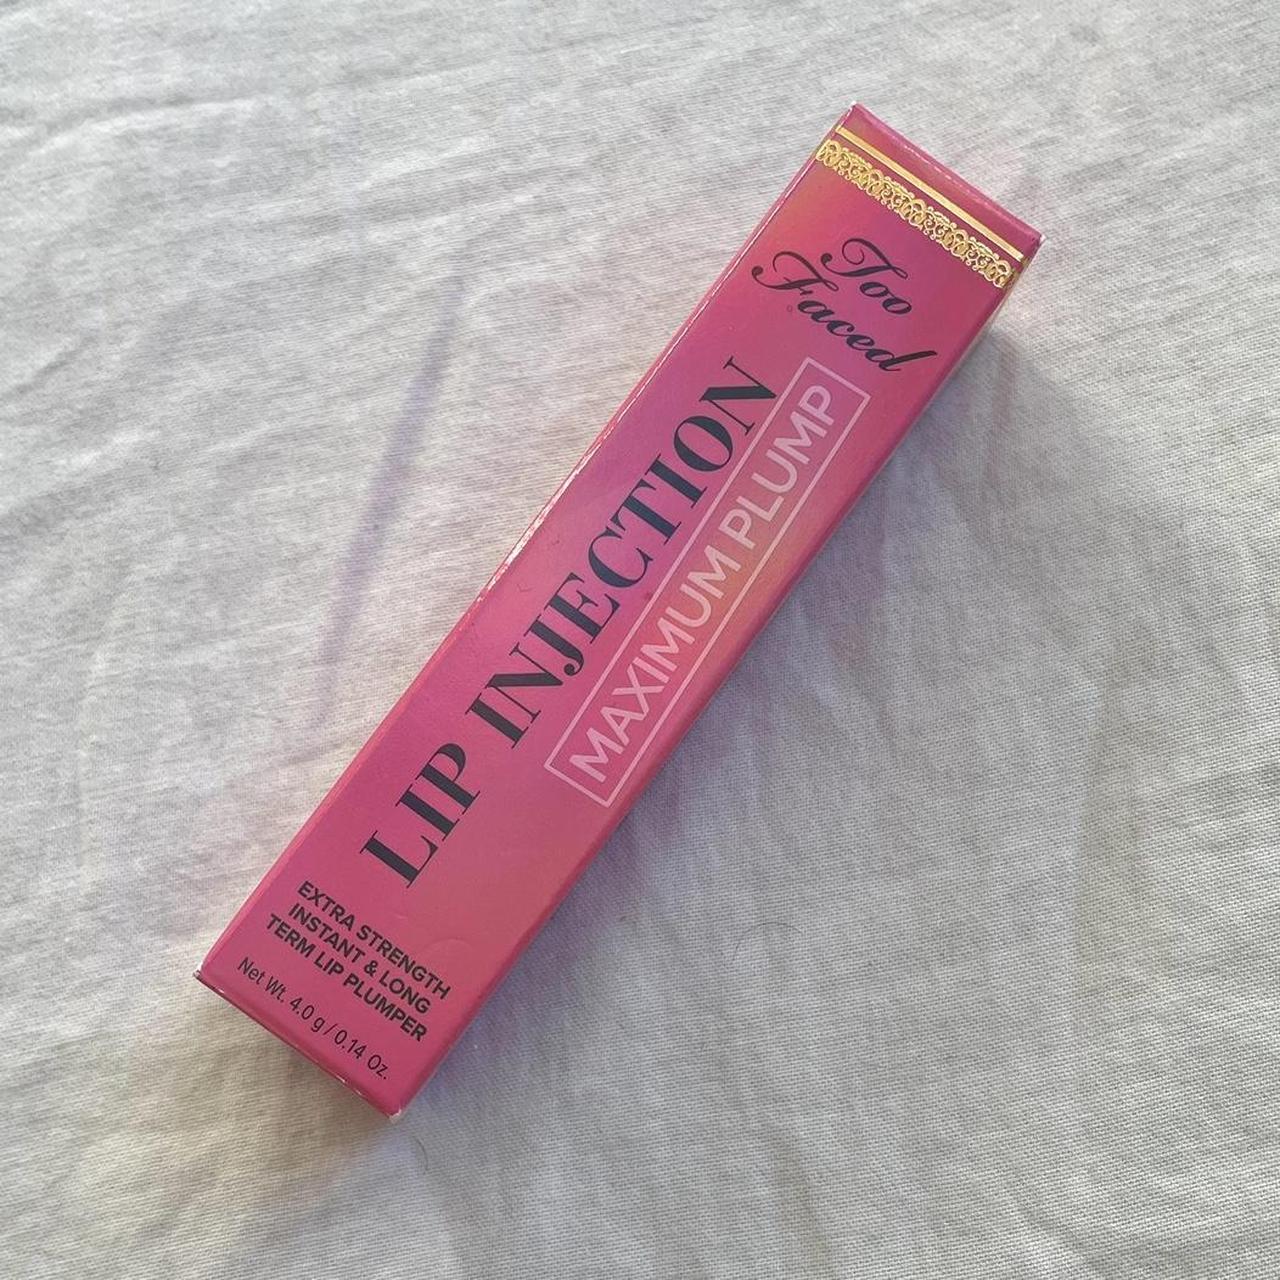 Too
Faced
LIP INJECTION
MAXIMUM PLUMP
EXTRA STRENGTH
INSTANT & LONG
TERM LIP PLUMPER
Net Wt. 4.0 g / 0.14 Oz.